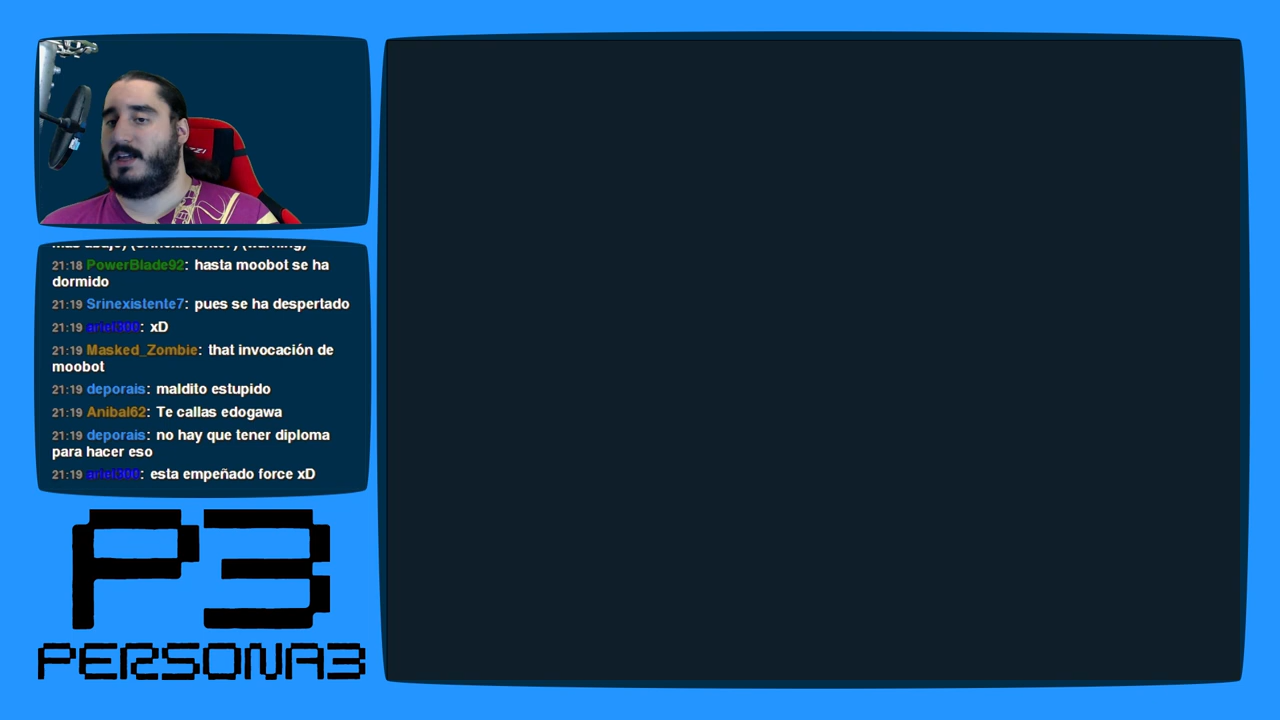 21:18 PowerBlade92: hasta moobot se ha
dormido
21:19 Srinexistente7: pues se ha despertado
21:19 ariel300: xD
21:19 Masked_Zombie: that invocación de
moobot
21:19 deporais: maldito estupido
21:19 Anibal62: Te callas edogawa
21:19 deporais: no hay que tener diploma
para hacer eso
21:19 ariel300: esta empeñado force xD
P3
PERSONA3